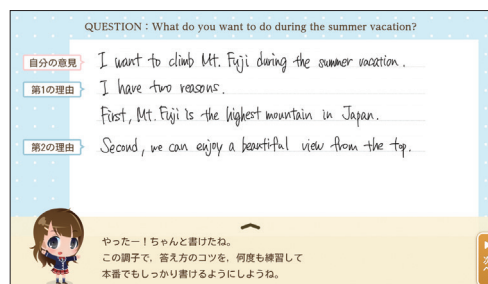 QUESTION：What do you want to do during the summer vacation?
自分の意見
I want to climb Mt. Fuji during the summer vacation.
第1の理由
I have two reasons.
First, Mt. Fuji is the highest mountain in Japan.
第2の理由
Second, we can enjoy a beautiful view from the top.
やったー！ちゃんと書けたね。
この調子で，答え方のコツを，何度も練習して
本番でもしっかり書けるようにしようね。